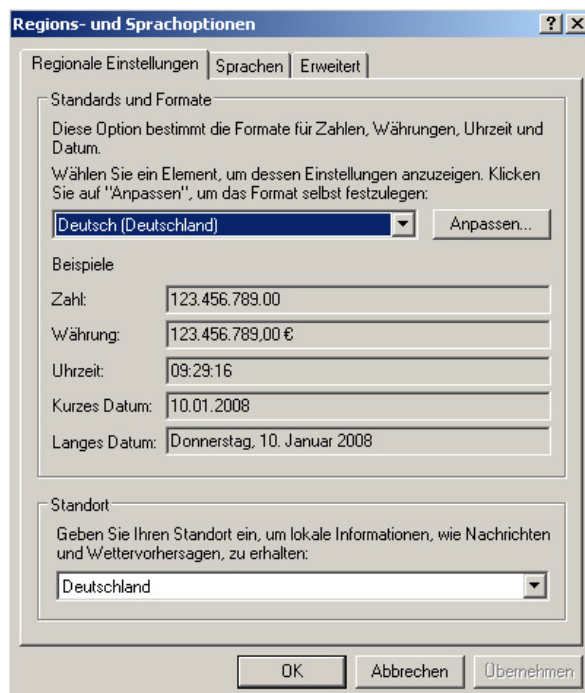 Regions- und Sprachoptionen
Regionale Einstellungen
Sprachen
Erweitert
Standards und Formate
Diese Option bestimmt die Formate für Zahlen, Währungen, Uhrzeit und
Datum.
Wählen Sie ein Element, um dessen Einstellungen anzuzeigen. Klicken
Sie auf "Anpassen", um das Format selbst festzulegen:
Deutsch (Deutschland)
Anpassen...
Beispiele
Zahl: 123.456.789.00
Währung: 123.456.789,00 €
Uhrzeit: 09:29:16
Kurzes Datum: 10.01.2008
Langes Datum: Donnerstag, 10. Januar 2008
Standort
Geben Sie Ihren Standort ein, um lokale Informationen, wie Nachrichten
und Wettervorhersagen, zu erhalten:
Deutschland
OK
Abbrechen
Übernehmen